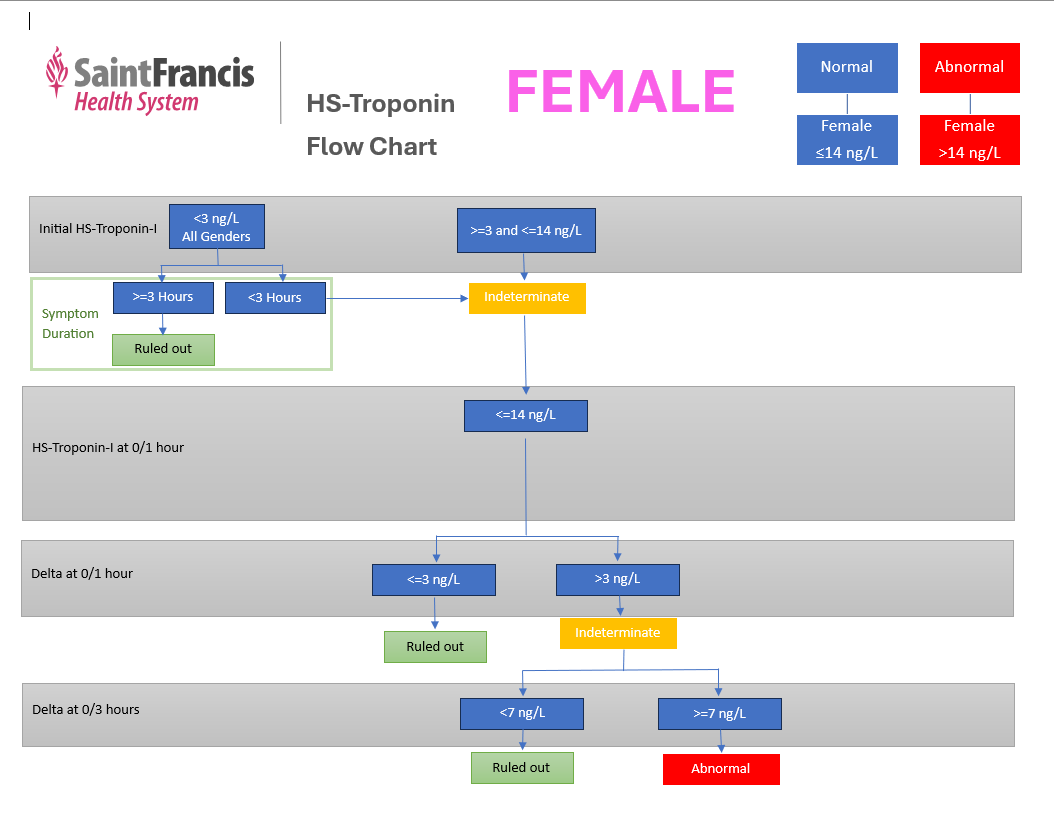 SaintFrancis
Health System
HS-Troponin
Flow Chart
FEMALE
Normal
Abnormal
Female
≤14 ng/L
Female
>14 ng/L
Initial HS-Troponin-I
<3 ng/L
All Genders
>=3 and <=14 ng/L
Symptom
Duration
>=3 Hours
<3 Hours
Indeterminate
Ruled out
<=14 ng/L
HS-Troponin-I at 0/1 hour
Delta at 0/1 hour
<=3 ng/L
>3 ng/L
Ruled out
Indeterminate
Delta at 0/3 hours
<7 ng/L
>=7 ng/L
Ruled out
Abnormal